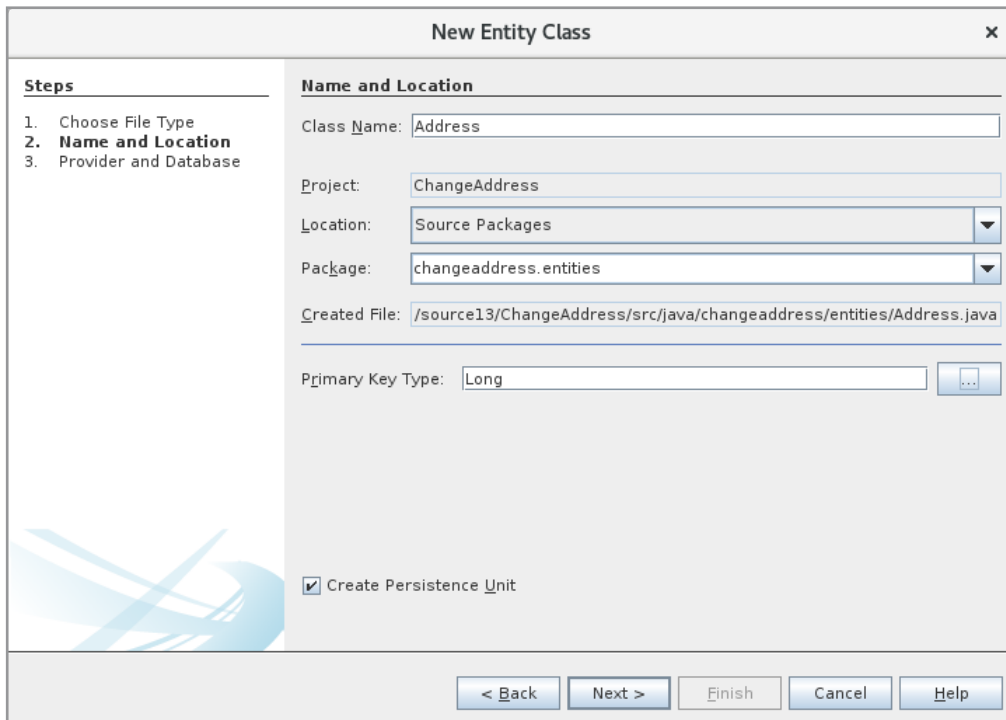 New Entity Class
Steps
1. Choose File Type
2. Name and Location
3. Provider and Database
Name and Location
Class Name: Address
Project: ChangeAddress
Location: Source Packages
Package: changeaddress.entities
Created File: /source13/ChangeAddress/src/java/changeaddress/entities/Address.java
Primary Key Type: Long ...
Create Persistence Unit
< Back Next > Finish Cancel Help